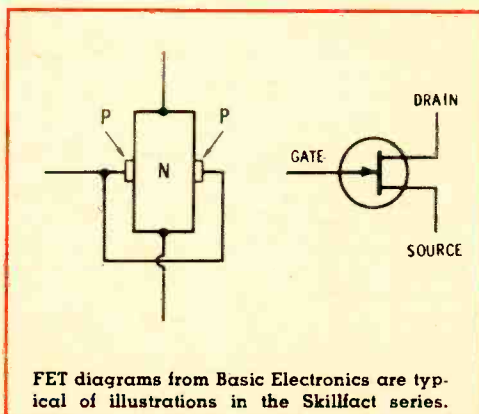 P
P
N
DRAIN
GATE
SOURCE
FET diagrams from Basic Electronics are typ-
ical of illustrations in the Skillfact series.